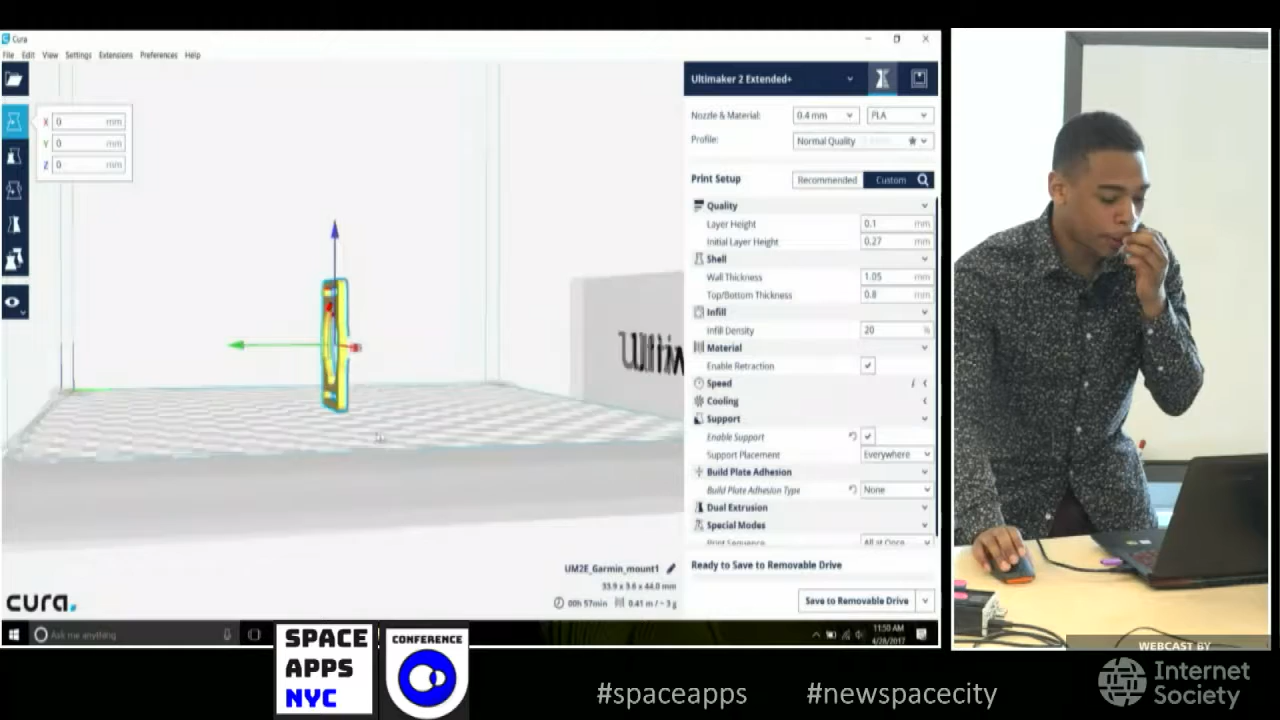 Cura
File Edit View Settings Extensions Preferences Help
X 0 mm
Y 0 mm
Z 0 mm
Ultimaker 2 Extended+
Nozzle & Material: 0.4 mm PLA
Profile: Normal Quality
Print Setup Recommended Custom
Quality
Layer Height 0.1 mm
Initial Layer Height 0.27 mm
Shell
Wall Thickness 1.05 mm
Top/Bottom Thickness 0.8 mm
Infill
Infill Density 20 %
Material
Enable Retraction
Speed
Cooling
Support
Enable Support
Support Placement Everywhere
Build Plate Adhesion
Build Plate Adhesion Type None
Dual Extrusion
Special Modes
Print Sequence All at Once
Ultim
UM2E_Garmin_mount1
33.9 x 3.6 x 44.0 mm
00h 57min 0.41 m / ~ 3 g
Ready to Save to Removable Drive
Save to Removable Drive
cura.
Ask me anything
11:50 AM
4/28/2017
SPACE
APPS
NYC
CONFERENCE
#spaceapps #newspacecity
WEBCAST BY
Internet
Society